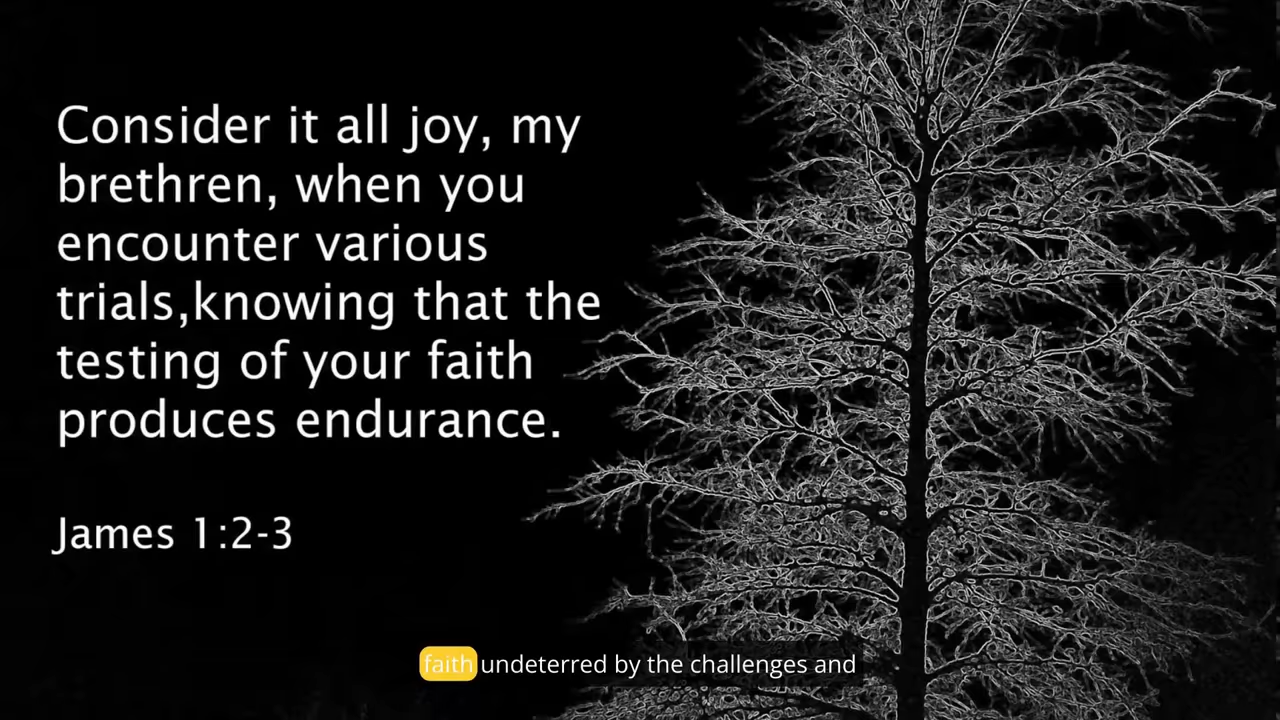 Consider it all joy, my
brethren, when you
encounter various
trials,knowing that the
testing of your faith
produces endurance.
James 1:2-3
faith undeterred by the challenges and